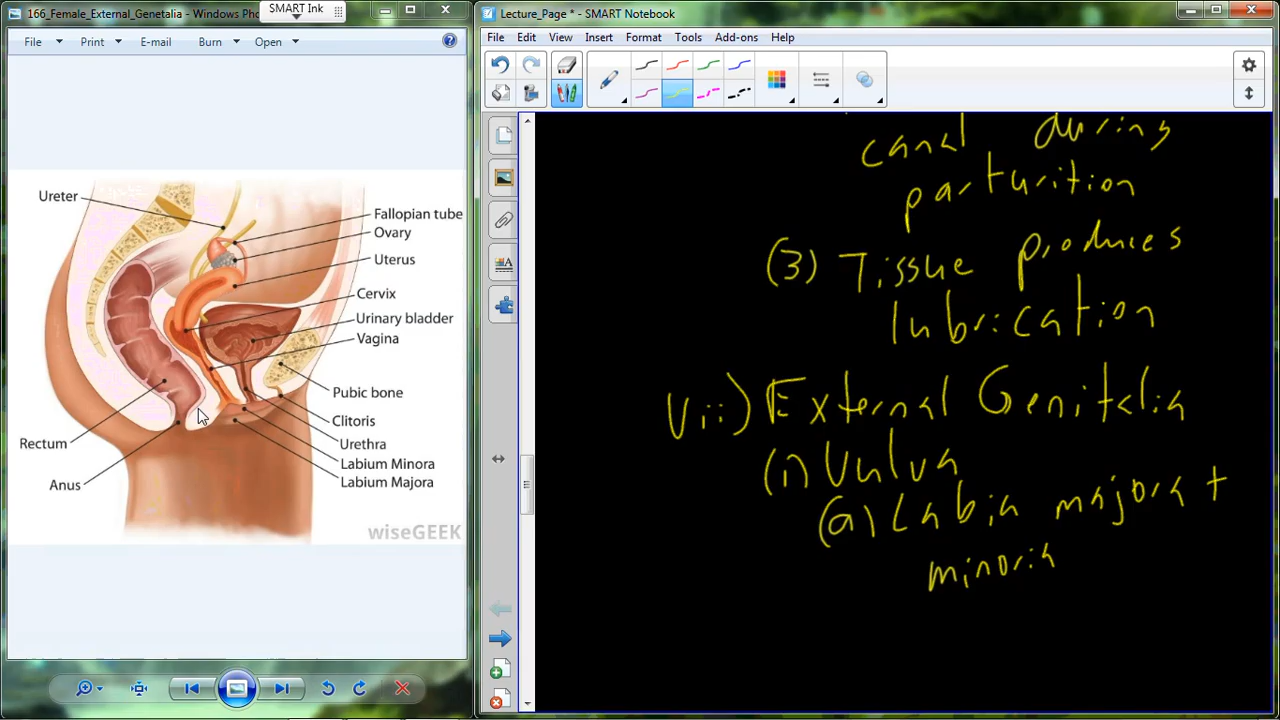 166_Female_External_Genetalia - Windows Pho
SMART Ink
File Print E-mail Burn Open
Ureter
Fallopian tube
Ovary
Uterus
Cervix
Urinary bladder
Vagina
Pubic bone
Clitoris
Urethra
Labium Minora
Labium Majora
Rectum
Anus
wiseGEEK
Lecture_Page * - SMART Notebook
File Edit View Insert Format Tools Add-ons Help
canal during
parturition
(3) Tissue produces
lubrication
Vii) External Genitalia
(1) Vulva
(a) Labia majora +
minoria